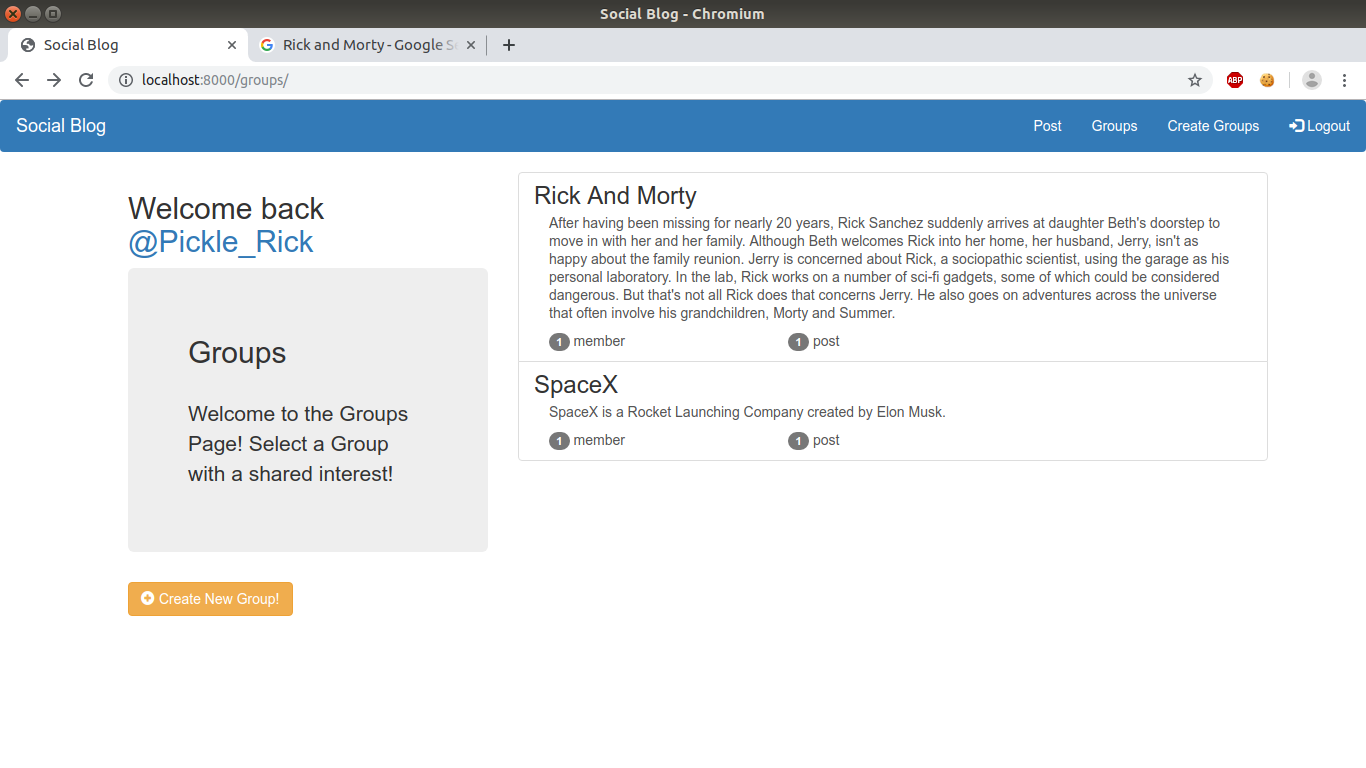 Social Blog - Chromium
Social Blog
Rick and Morty - Google S
localhost:8000/groups/
ABP
Social Blog
Post
Groups
Create Groups
Logout
Welcome back
@Pickle_Rick
Groups
Welcome to the Groups
Page! Select a Group
with a shared interest!
Create New Group!
Rick And Morty
After having been missing for nearly 20 years, Rick Sanchez suddenly arrives at daughter Beth's doorstep to
move in with her and her family. Although Beth welcomes Rick into her home, her husband, Jerry, isn't as
happy about the family reunion. Jerry is concerned about Rick, a sociopathic scientist, using the garage as his
personal laboratory. In the lab, Rick works on a number of sci-fi gadgets, some of which could be considered
dangerous. But that's not all Rick does that concerns Jerry. He also goes on adventures across the universe
that often involve his grandchildren, Morty and Summer.
1 member
1 post
SpaceX
SpaceX is a Rocket Launching Company created by Elon Musk.
1 member
1 post